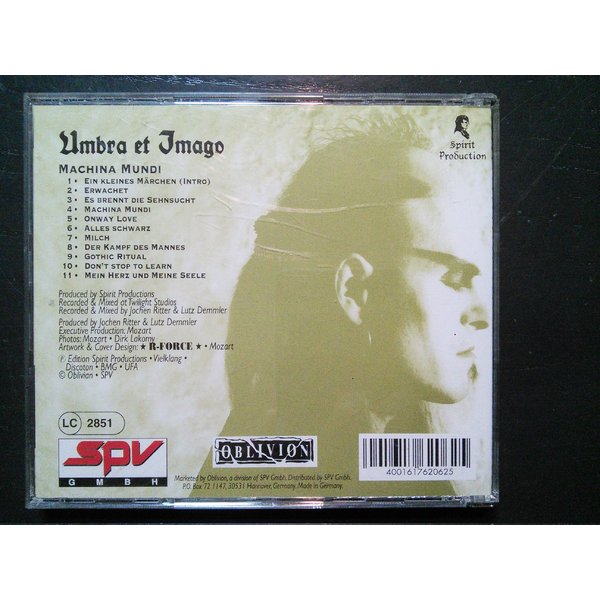 Umbra et Imago
MACHINA MUNDI
1 • EIN KLEINES MÄRCHEN (INTRO)
2 • ERWACHET
3 • ES BRENNT DIE SEHNSUCHT
4 • MACHINA MUNDI
5 • ONWAY LOVE
6 • ALLES SCHWARZ
7 • MILCH
8 • DER KAMPF DES MANNES
9 • GOTHIC RITUAL
10 • DON'T STOP TO LEARN
11 • MEIN HERZ UND MEINE SEELE
Spirit
Production
Produced by Spirit Productions
Recorded & Mixed at Twilight Studios
Recorded & Mixed by Jochen Ritter & Lutz Demmler
Produced by Jochen Ritter & Lutz Demmler
Executive Production: Mozart
Photos: Mozart • Dirk Lakomy
Artwork & Cover Design: ★ R-FORCE ★ • Mozart
℗ Edition Spirit Productions • Vielklang •
Discoton • BMG • UFA
© Oblivian • SPV
LC 2851
SPV
GMBH
OBLIVION
4001617620625
Marketed by Oblivion, a division of SPV Gmbh. Distributed by SPV Gmbh.
P.O. Box 72 1147, 30531 Hannover, Germany. Made in Germany.